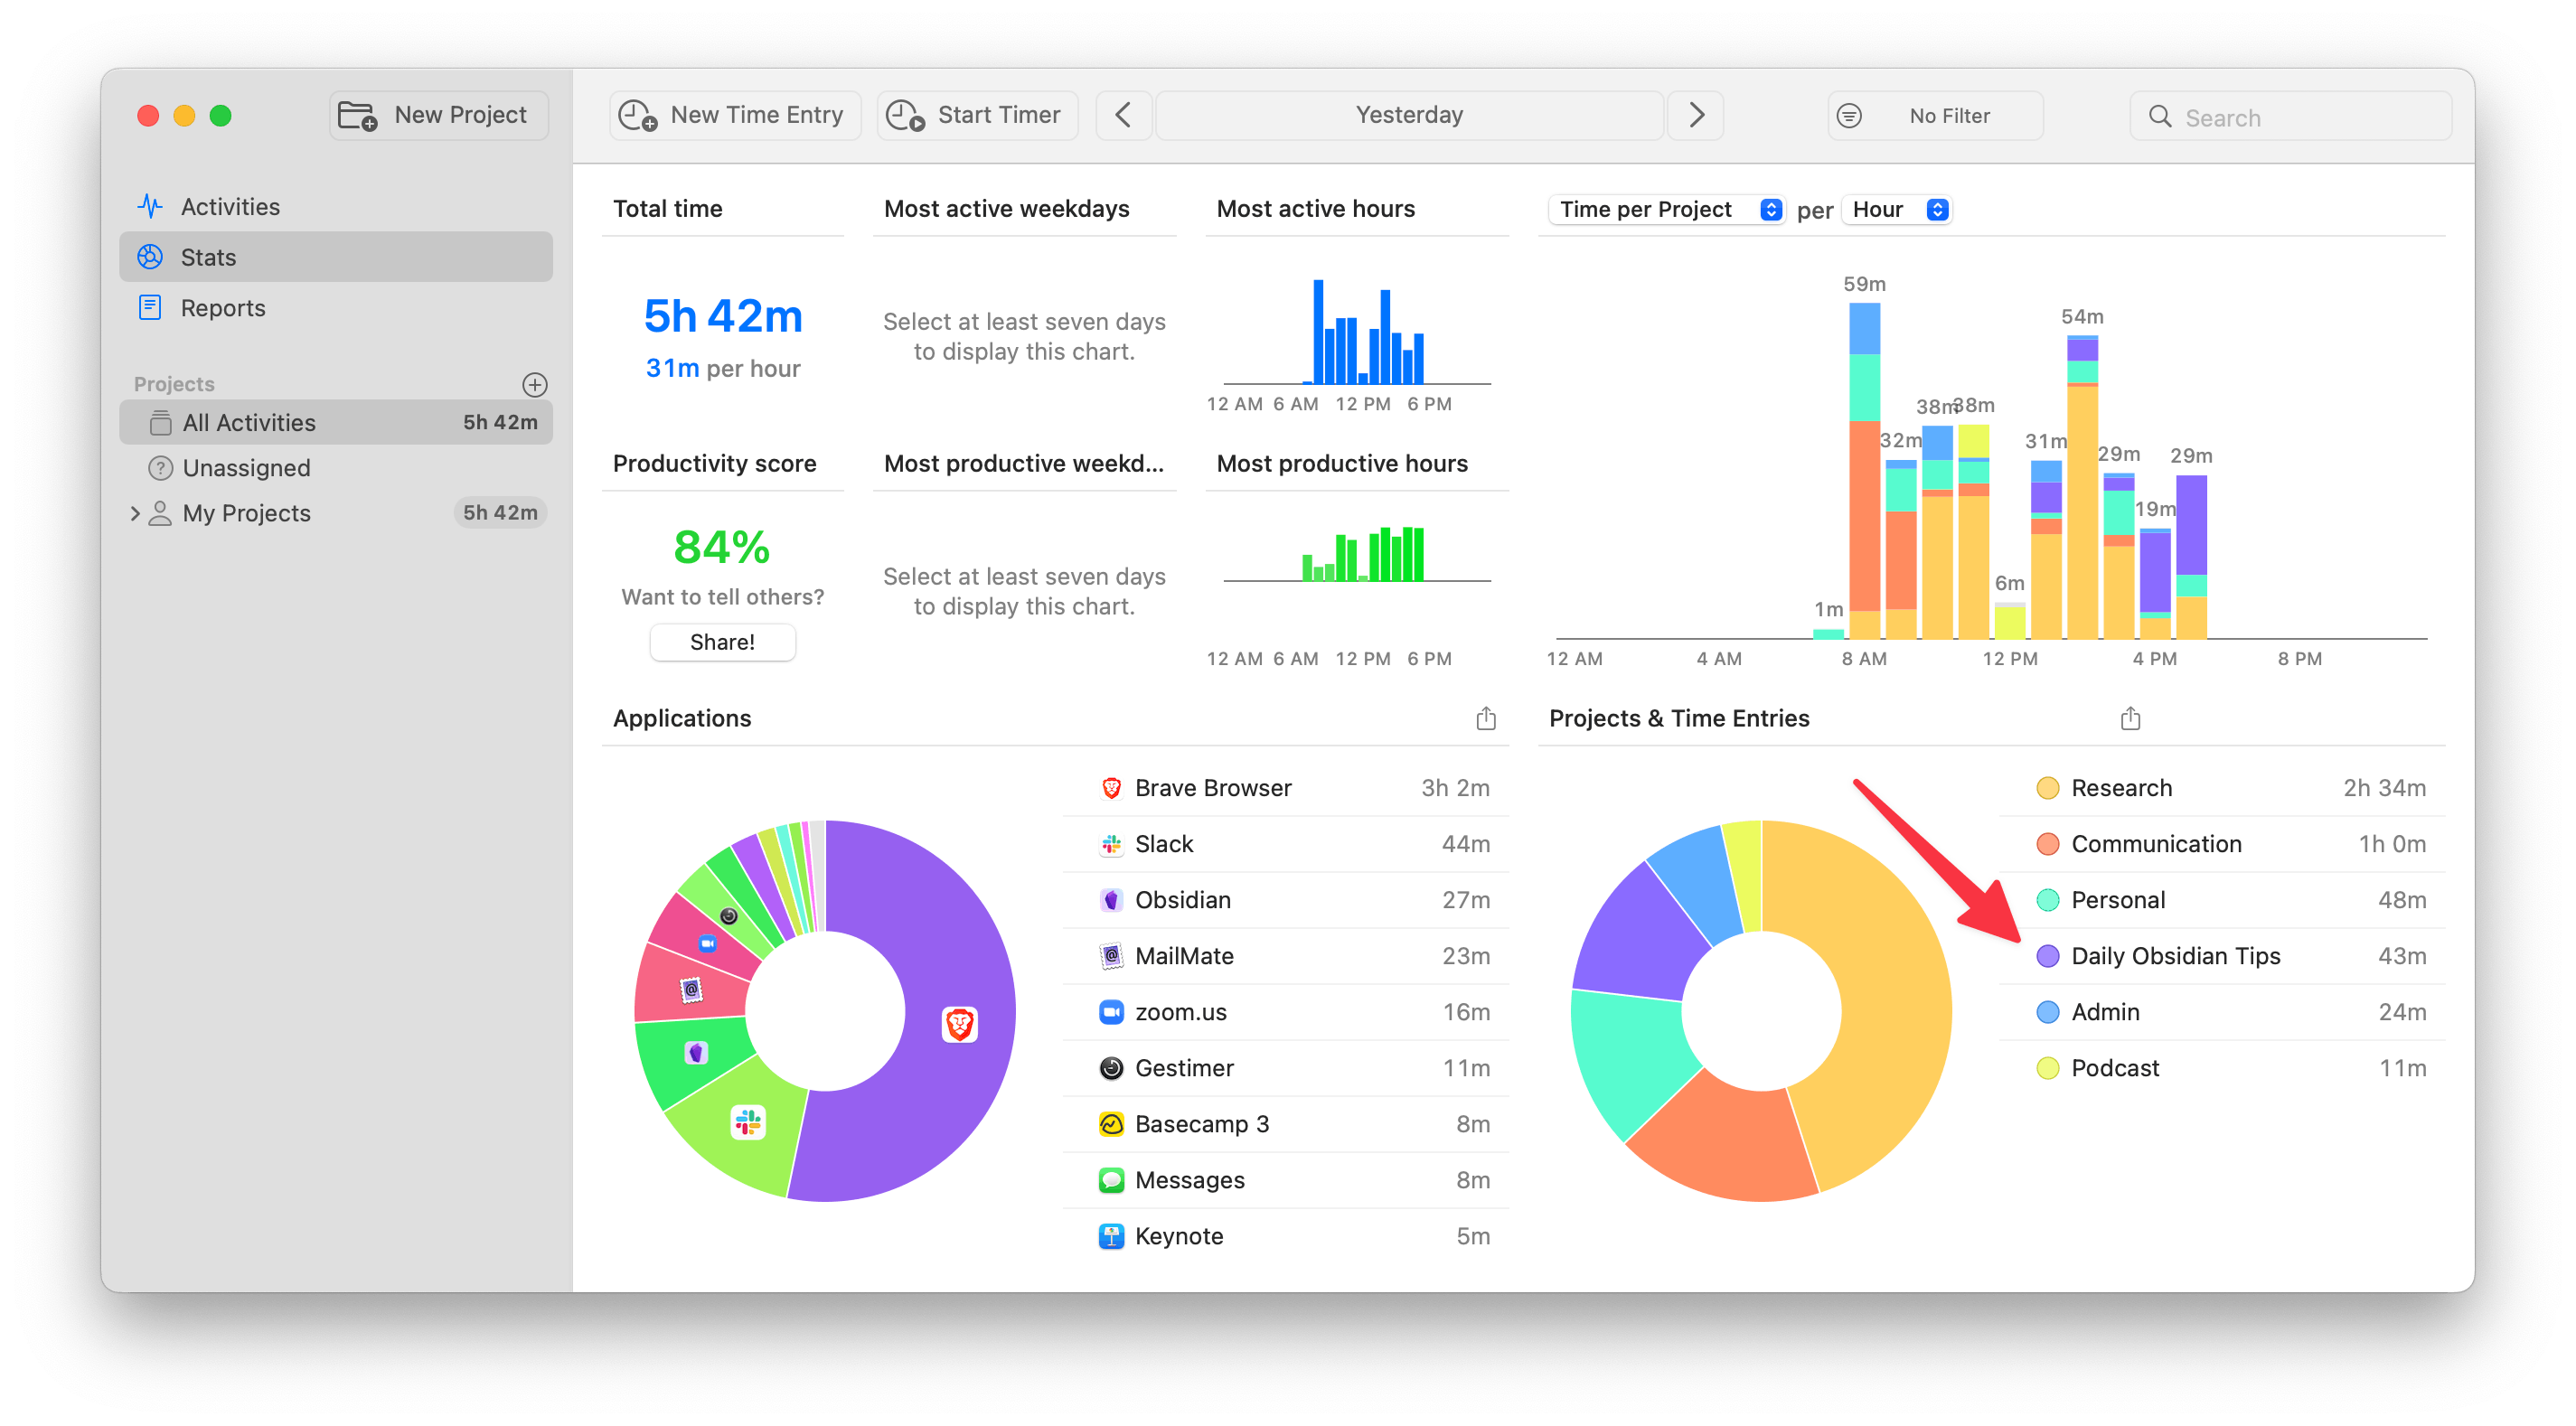 New Project
New Time Entry
Start Timer
Yesterday
No Filter
Search
Activities
Stats
Reports
Projects
All Activities 5h 42m
Unassigned
My Projects 5h 42m
Total time
5h 42m
31m per hour
Most active weekdays
Select at least seven days
to display this chart.
Most active hours
12 AM 6 AM 12 PM 6 PM
Time per Project per Hour
59m
54m
38m 38m
32m
31m
29m
29m
19m
6m
1m
12 AM 4 AM 8 AM 12 PM 4 PM 8 PM
Productivity score
84%
Want to tell others?
Share!
Most productive weekd...
Select at least seven days
to display this chart.
Most productive hours
12 AM 6 AM 12 PM 6 PM
Applications
Brave Browser 3h 2m
Slack 44m
Obsidian 27m
MailMate 23m
zoom.us 16m
Gestimer 11m
Basecamp 3 8m
Messages 8m
Keynote 5m
Projects & Time Entries
Research 2h 34m
Communication 1h 0m
Personal 48m
Daily Obsidian Tips 43m
Admin 24m
Podcast 11m